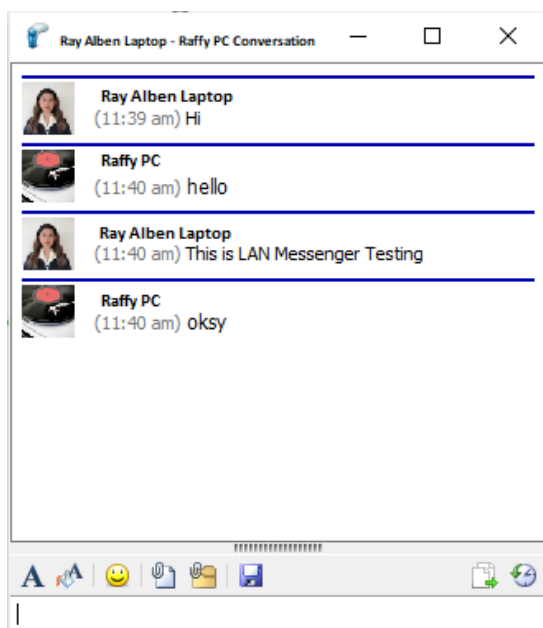 Ray Alben Laptop - Raffy PC Conversation
Ray Alben Laptop
(11:39 am) Hi
Raffy PC
(11:40 am) hello
Ray Alben Laptop
(11:40 am) This is LAN Messenger Testing
Raffy PC
(11:40 am) oksy